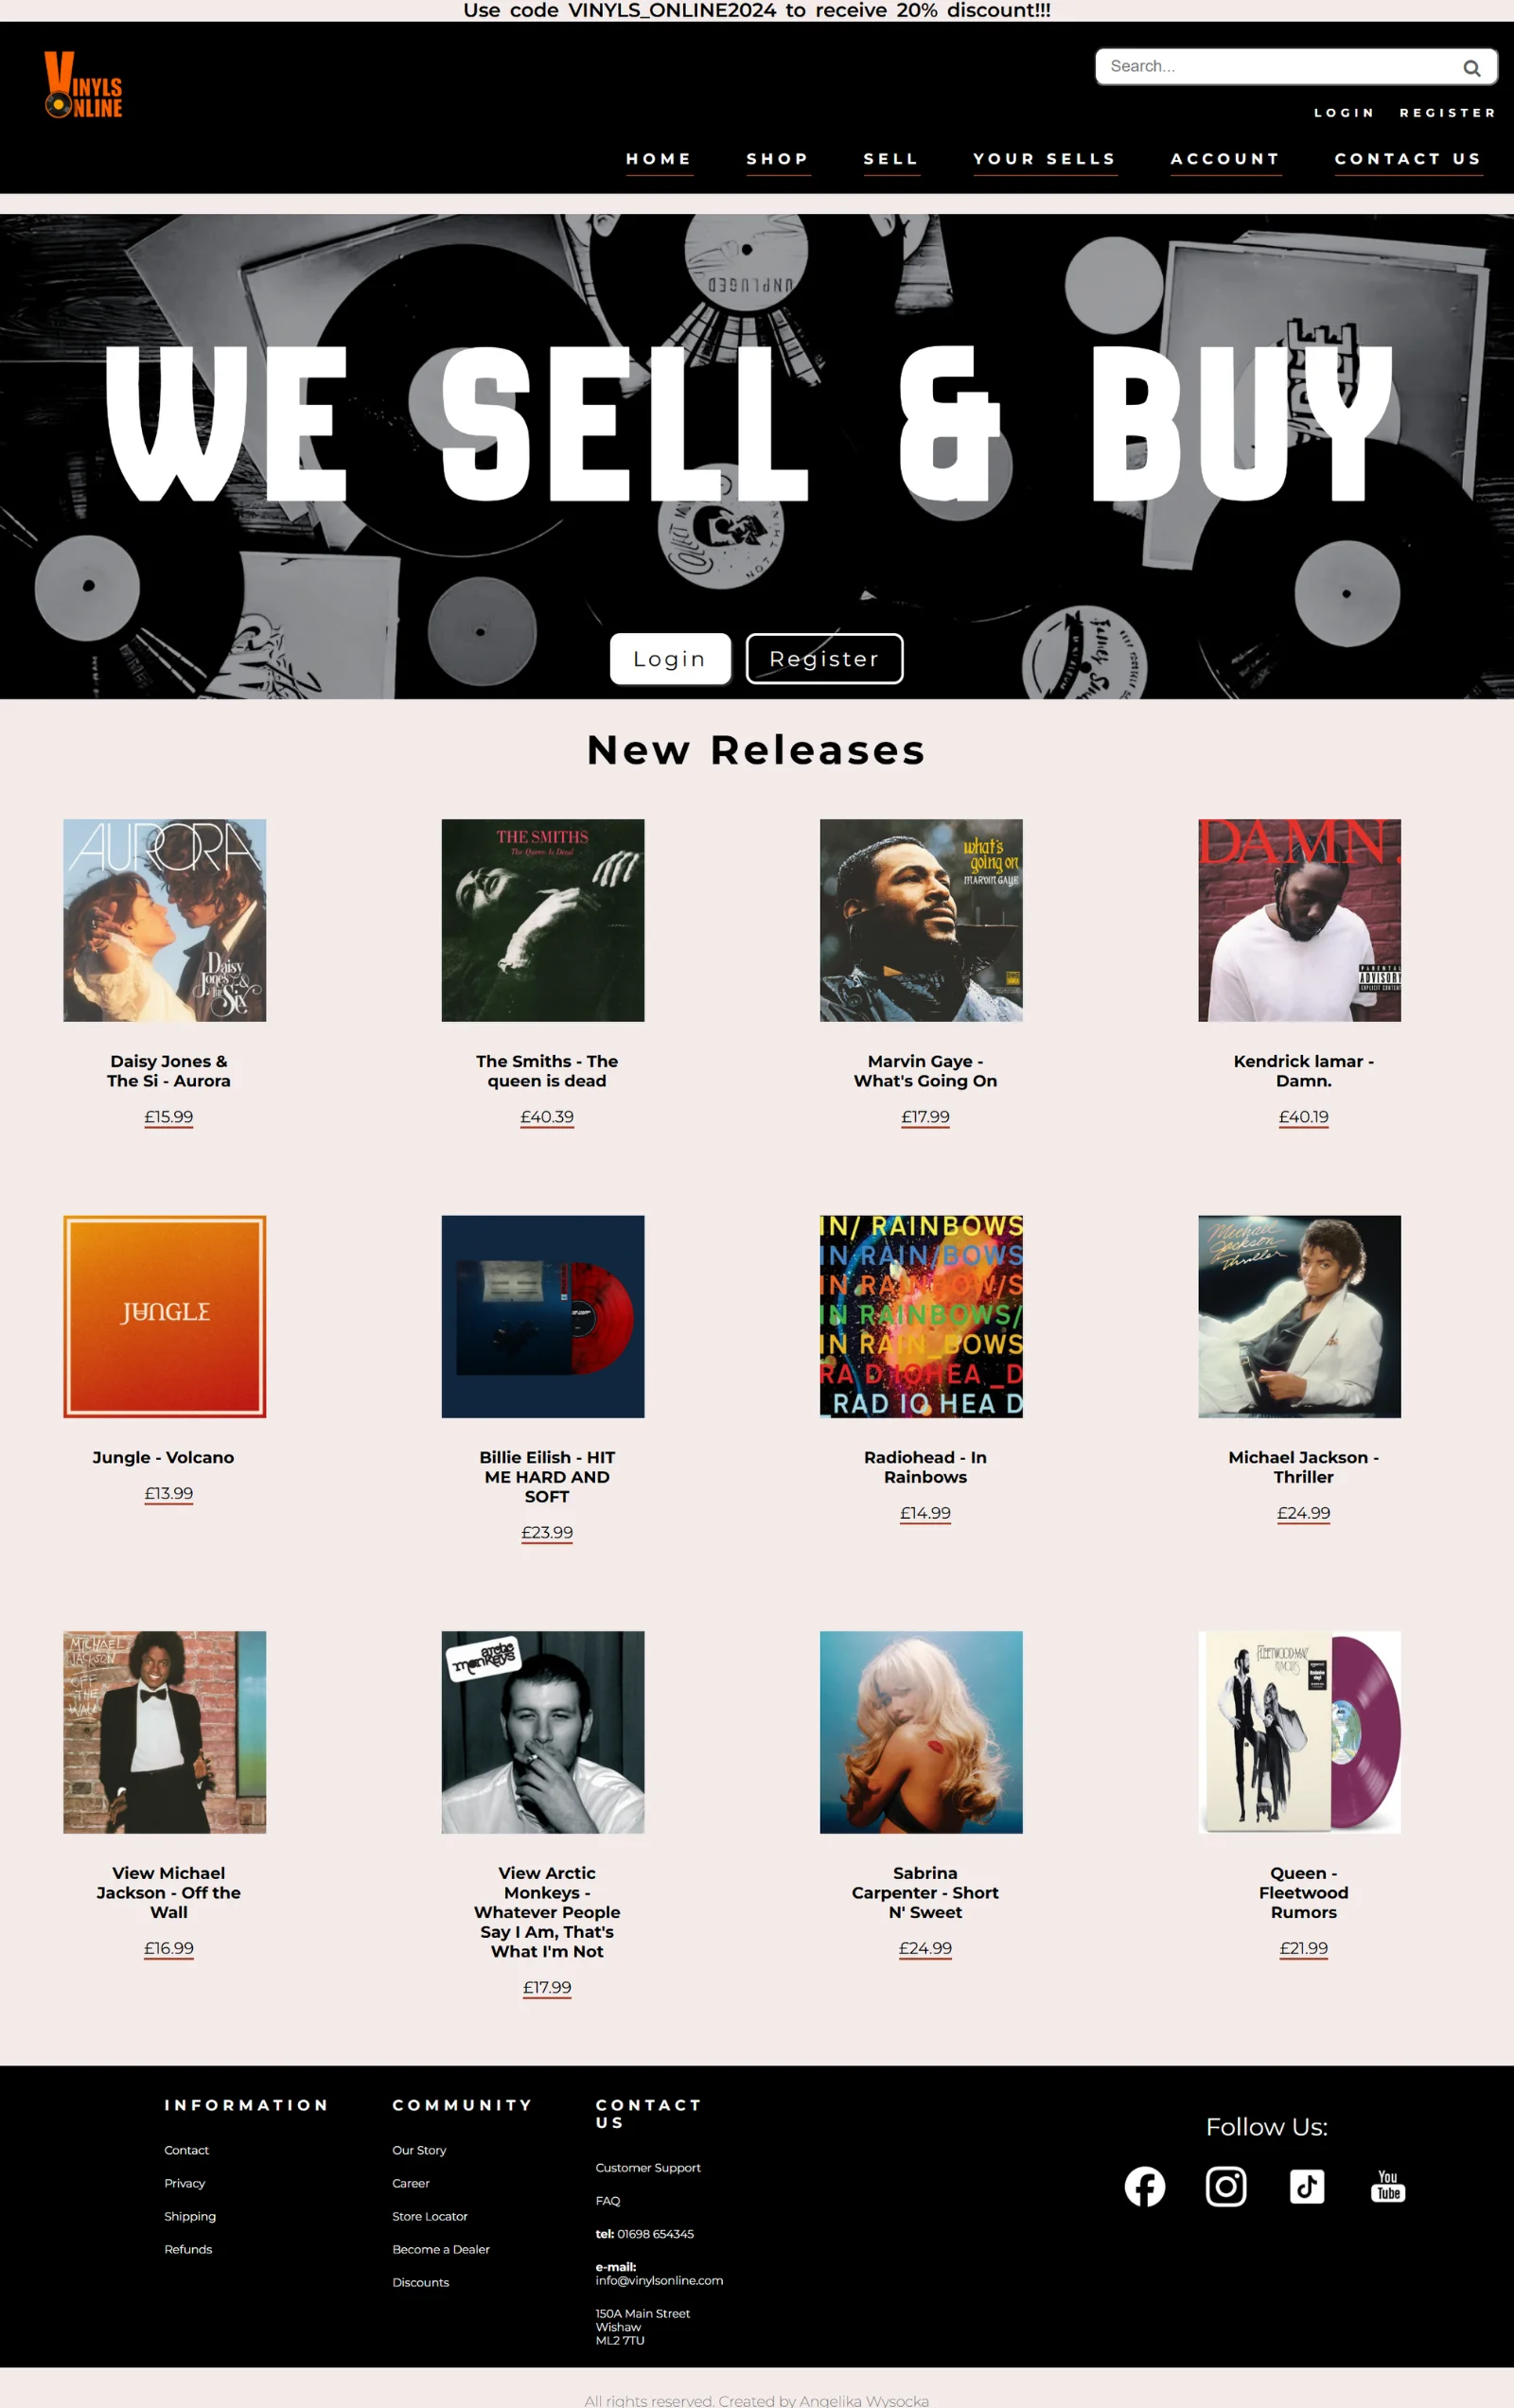 Use code VINYLS_ONLINE2024 to receive 20% discount!!!
VINYLS
ONLINE
Search...
LOGIN REGISTER
HOME SHOP SELL YOUR SELLS ACCOUNT CONTACT US
UNPLUGED
WE SELL & BUY
NOT THIN
Login Register
New Releases
AURORA
Daisy
Jones &
The Six
THE SMITHS
The Queen Is Dead
what's
going on
MARVIN GAYE
DAMN.
PARENTAL
ADVISORY
EXPLICIT CONTENT
Daisy Jones &
The Si - Aurora
£15.99
The Smiths - The
queen is dead
£40.39
Marvin Gaye -
What's Going On
£17.99
Kendrick lamar -
Damn.
£40.19
JUNGLE
IN/ RAINBOWS
IN RAIN/BOWS
IN RAINBOW/S
IN RAINBOWS/
IN RAIN_BOWS
RA D IOHEA _D
RAD IO HEA D
Michael
Jackson
Thriller
Jungle - Volcano
£13.99
Billie Eilish - HIT
ME HARD AND
SOFT
£23.99
Radiohead - In
Rainbows
£14.99
Michael Jackson -
Thriller
£24.99
MICHAEL
JACKSON
OFF
THE
WALL
arctic
monkeys
FLEETWOOD MAC
RUMOURS
View Michael
Jackson - Off the
Wall
£16.99
View Arctic
Monkeys -
Whatever People
Say I Am, That's
What I'm Not
£17.99
Sabrina
Carpenter - Short
N' Sweet
£24.99
Queen -
Fleetwood
Rumors
£21.99
INFORMATION
Contact
Privacy
Shipping
Refunds
COMMUNITY
Our Story
Career
Store Locator
Become a Dealer
Discounts
CONTACT
US
Customer Support
FAQ
tel: 01698 654345
e-mail:
info@vinylsonline.com
150A Main Street
Wishaw
ML2 7TU
Follow Us:
You
Tube
All rights reserved. Created by Angelika Wysocka